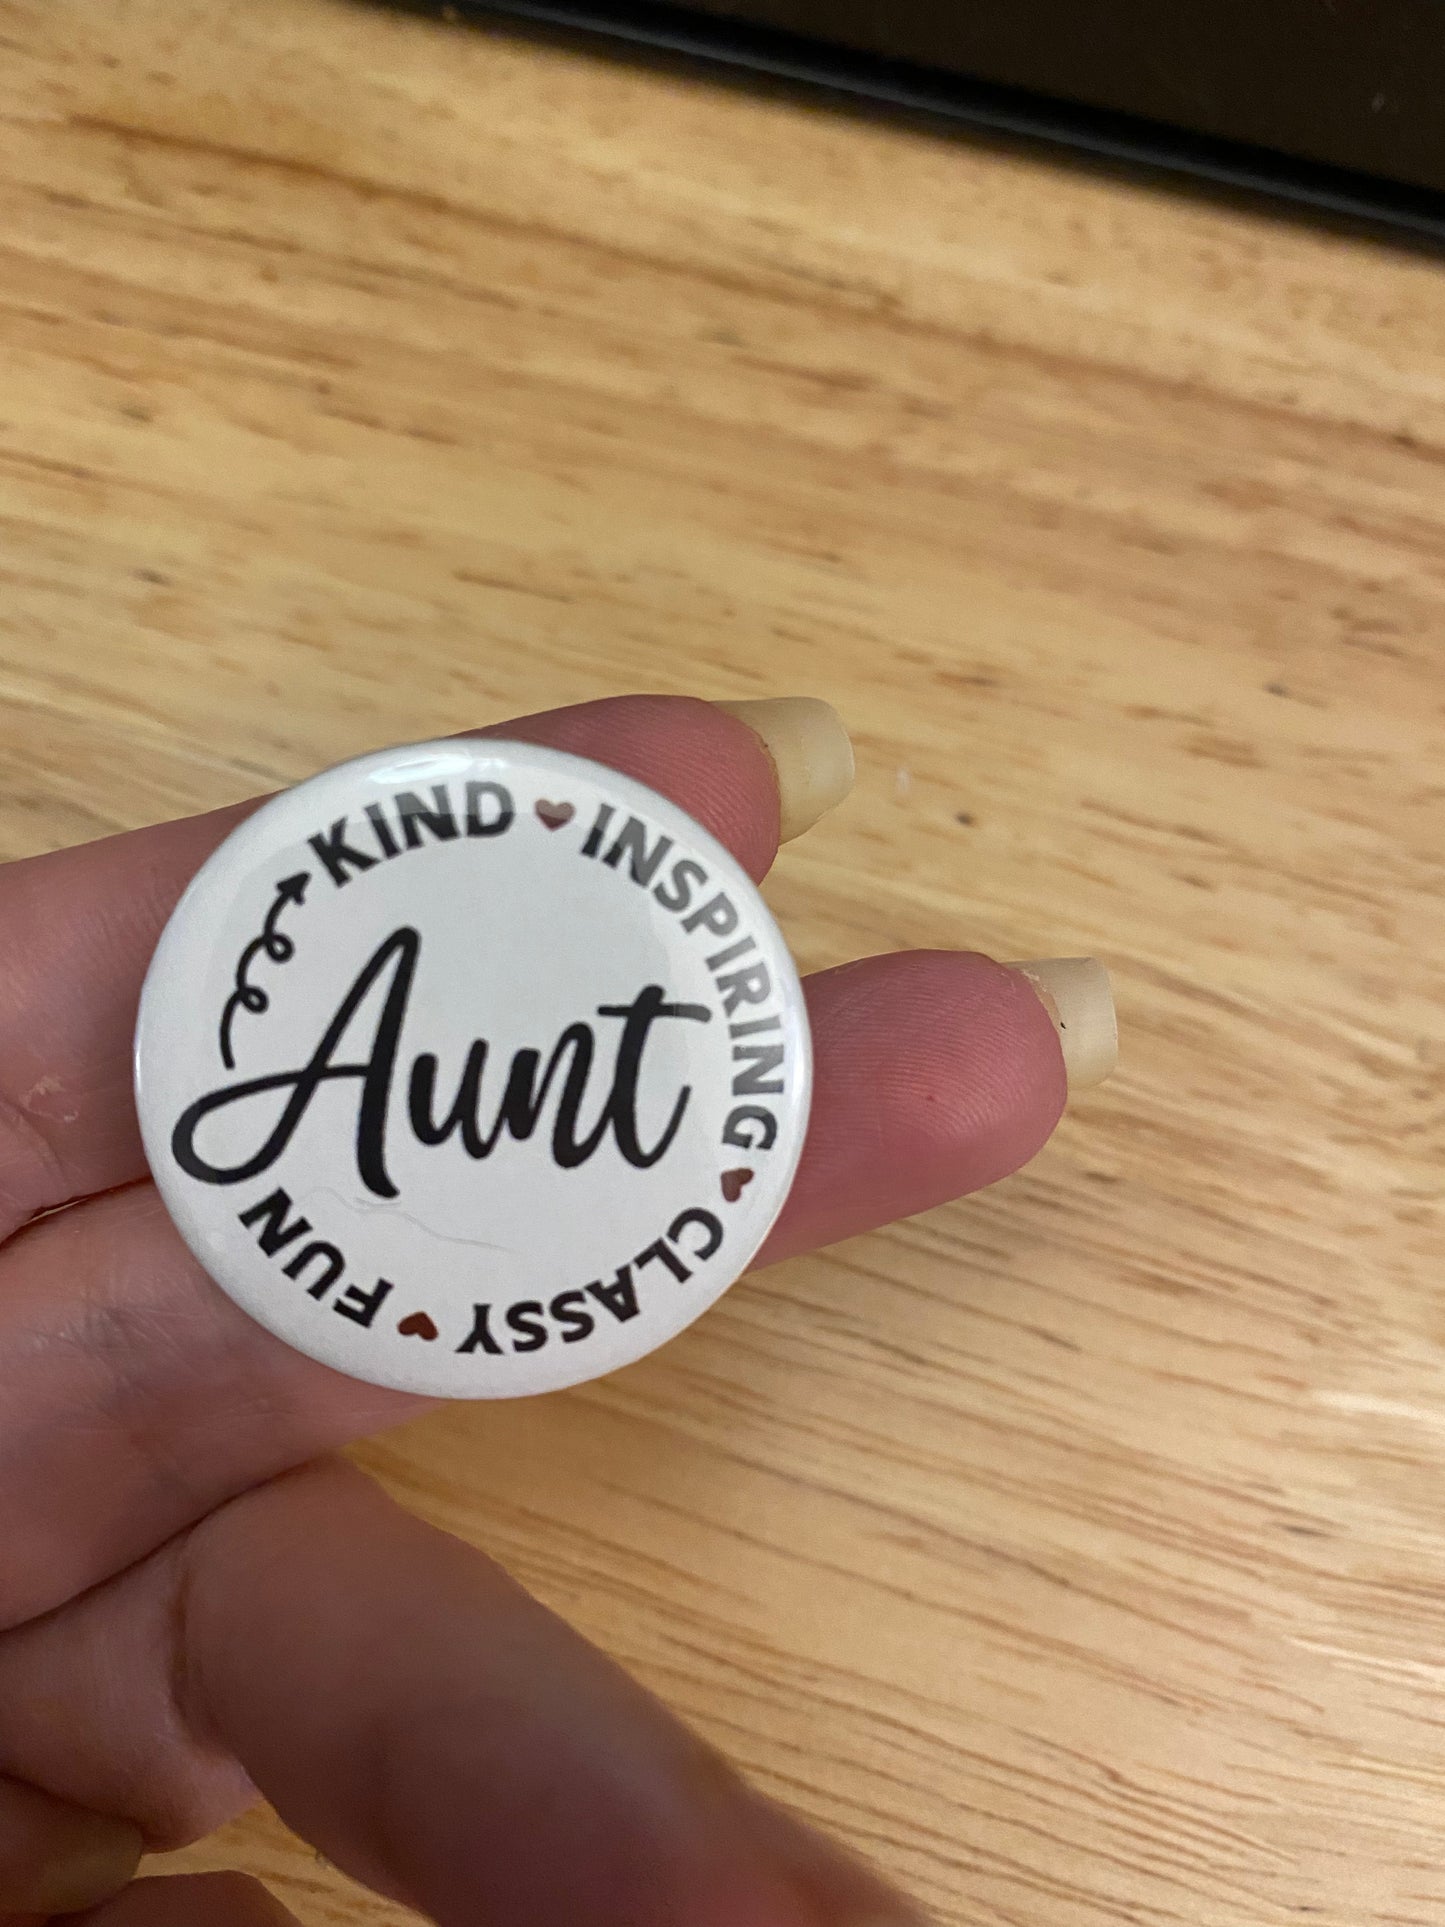 KIND ♥ INSPIRING ♥ CLASSY ♥ FUN
Aunt